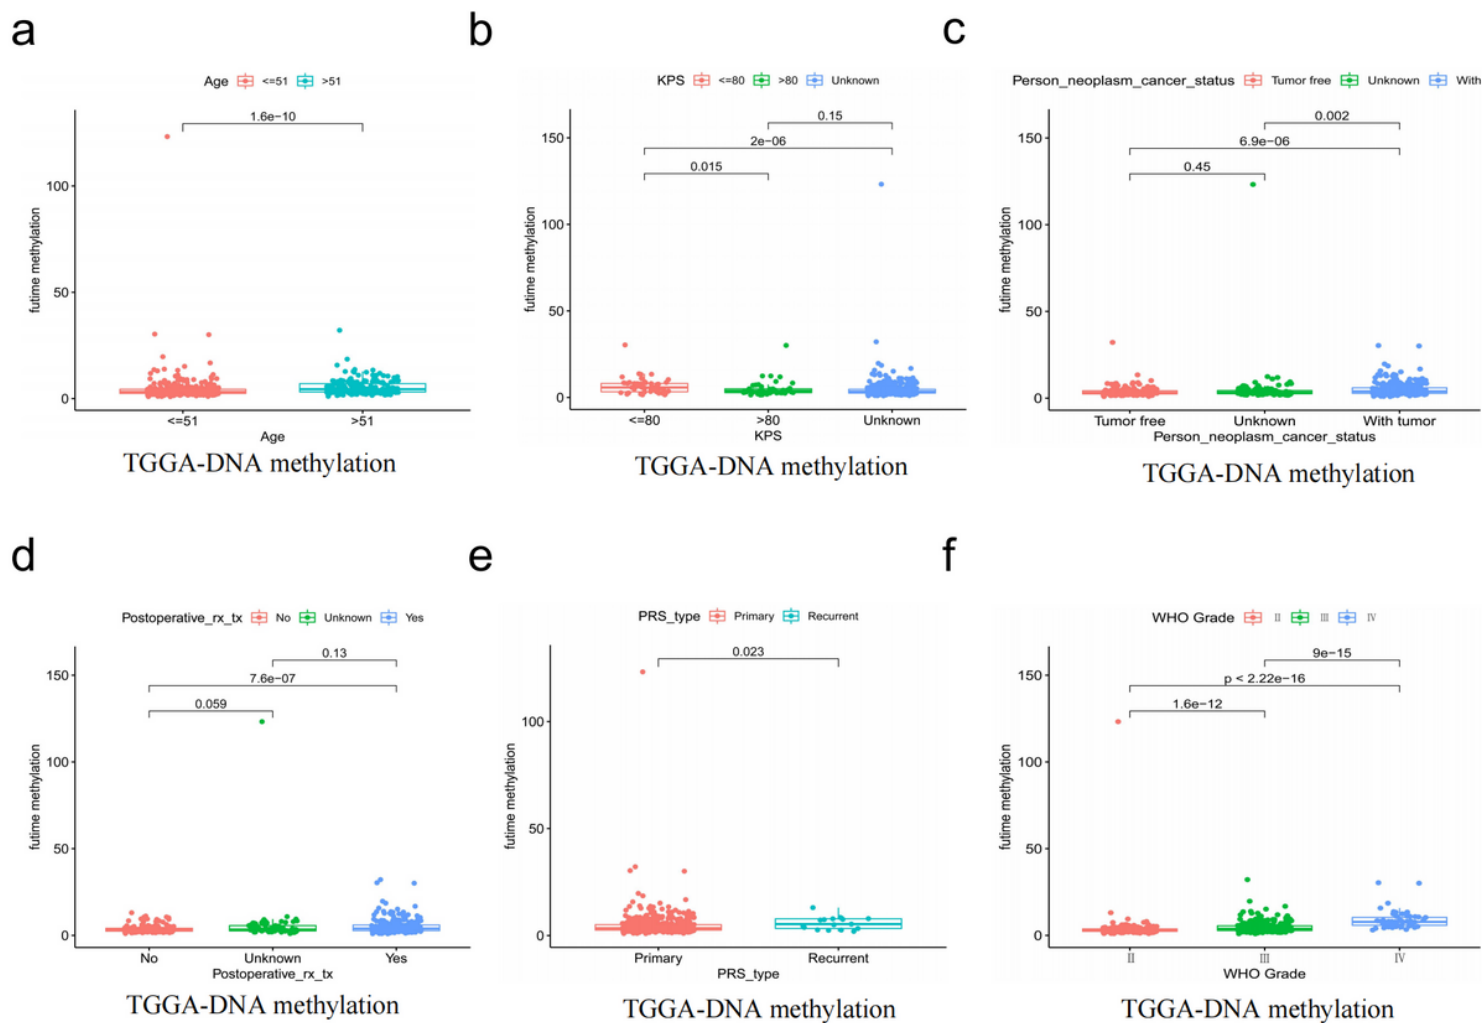 a
Age <=51 >51
1.6e−10
100
50
0
futime methylation
<=51 >51
Age
TGGA-DNA methylation
b
KPS <=80 >80 Unknown
0.15
2e−06
0.015
150
100
50
0
futime methylation
<=80 >80 Unknown
KPS
TGGA-DNA methylation
c
Person_neoplasm_cancer_status Tumor free Unknown With
0.002
6.9e−06
0.45
150
100
50
0
futime methylation
Tumor free Unknown With tumor
Person_neoplasm_cancer_status
TGGA-DNA methylation
d
Postoperative_rx_tx No Unknown Yes
0.13
7.6e−07
0.059
150
100
50
0
futime methylation
No Unknown Yes
Postoperative_rx_tx
TGGA-DNA methylation
e
PRS_type Primary Recurrent
0.023
100
50
0
futime methylation
Primary Recurrent
PRS_type
TGGA-DNA methylation
f
WHO Grade Ⅱ Ⅲ Ⅳ
9e−15
p < 2.22e−16
1.6e−12
150
100
50
0
futime methylation
Ⅱ Ⅲ Ⅳ
WHO Grade
TGGA-DNA methylation